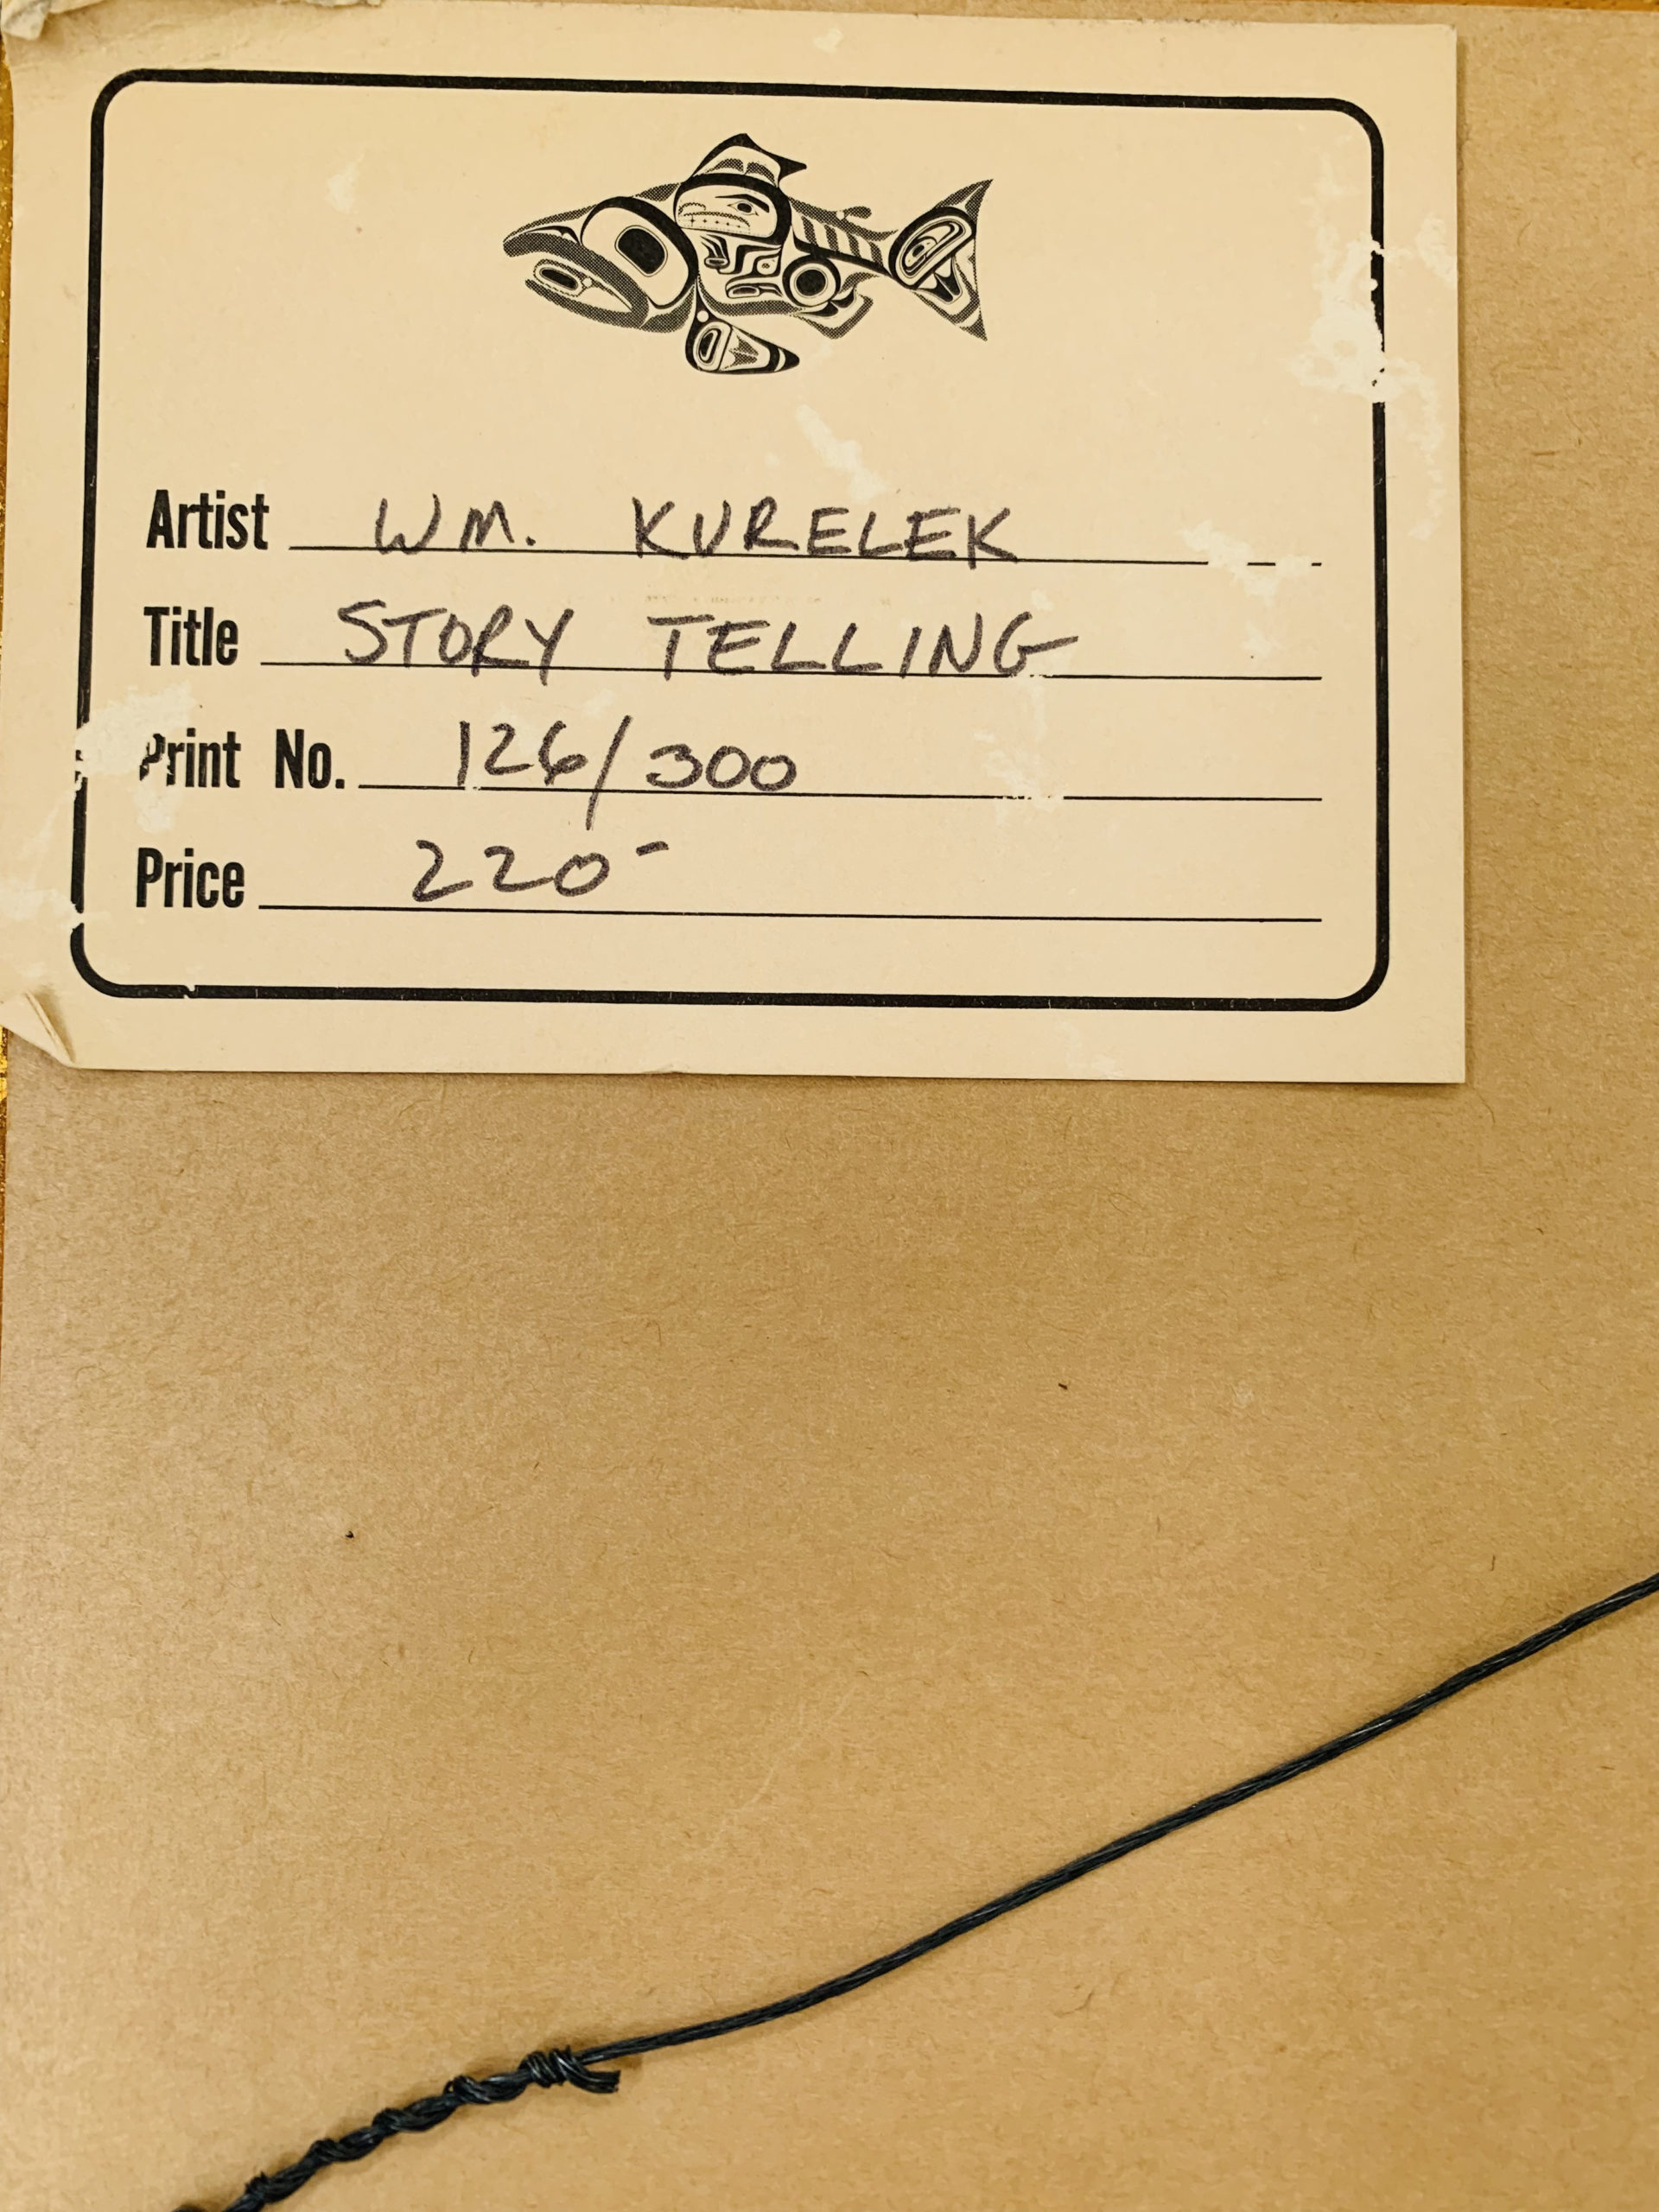 Artist WM. KURELEK
Title STORY TELLING
Print No. 126/300
Price 220-